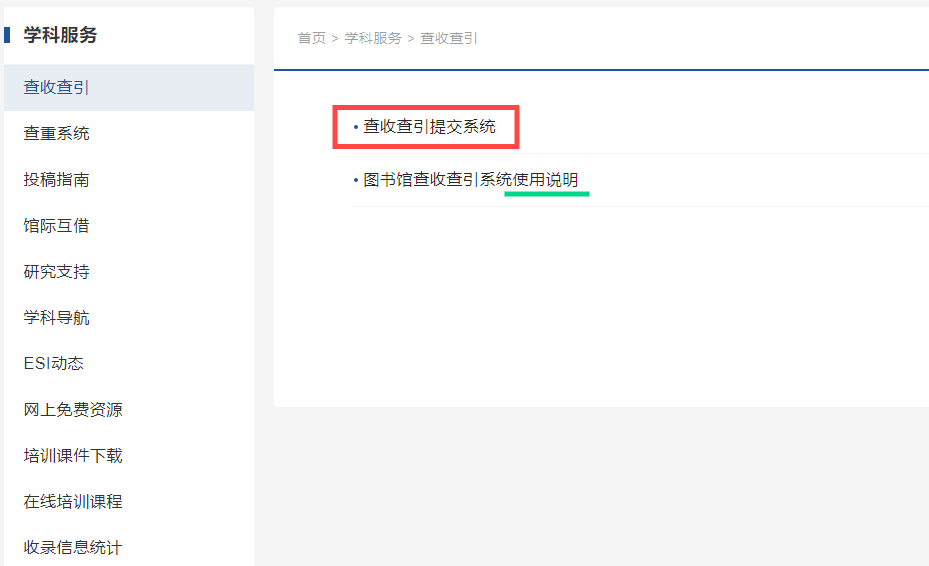 学科服务
查收查引
查重系统
投稿指南
馆际互借
研究支持
学科导航
ESI动态
网上免费资源
培训课件下载
在线培训课程
收录信息统计
首页 > 学科服务 > 查收查引
• 查收查引提交系统
• 图书馆查收查引系统使用说明